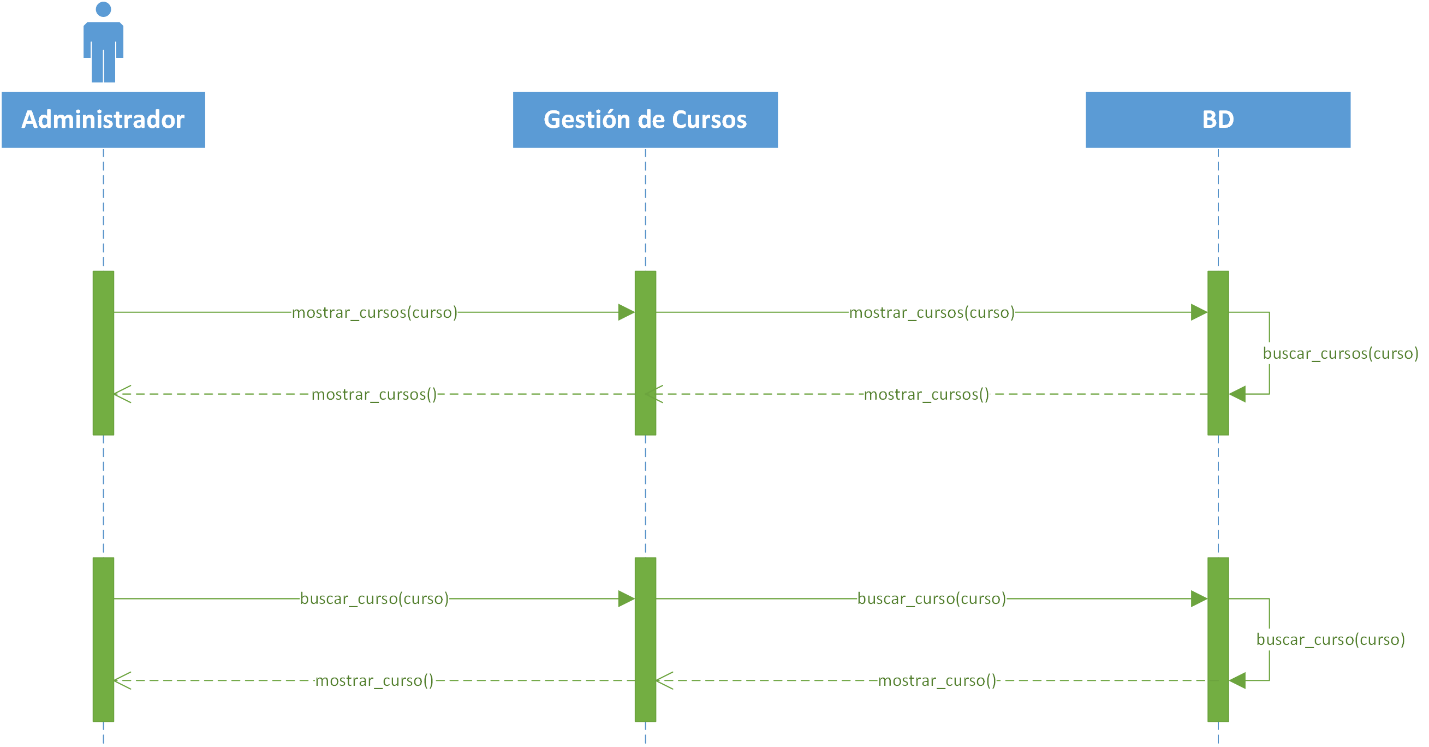 Administrador
Gestión de Cursos
BD
mostrar_cursos(curso)
mostrar_cursos(curso)
buscar_cursos(curso)
mostrar_cursos()
mostrar_cursos()
buscar_curso(curso)
buscar_curso(curso)
buscar_curso(curso)
mostrar_curso()
mostrar_curso()